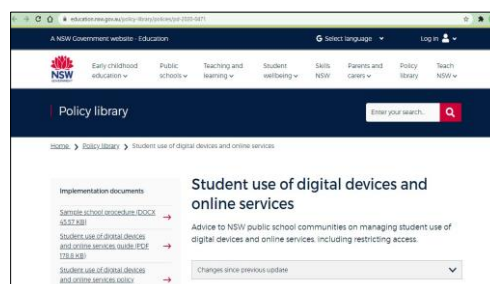 education.nsw.gov.au/policy-library/policies/pd-2020-0471
A NSW Government website - Education
Select language
Log in
NSW
Early childhood
education
Public
schools
Teaching and
learning
Student
wellbeing
Skills
NSW
Parents and
carers
Policy
library
Teach
NSW
Policy library
Enter your search..
Home > Policy library > Student use of digital devices and online services
Implementation documents
Sample school procedure (DOCX
45.57 KB)
Student use of digital devices
and online services guide (PDF
178.8 KB)
Student use of digital devices
and online services policy
Student use of digital devices and
online services
Advice to NSW public school communities on managing student use of
digital devices and online services, including restricting access.
Changes since previous update